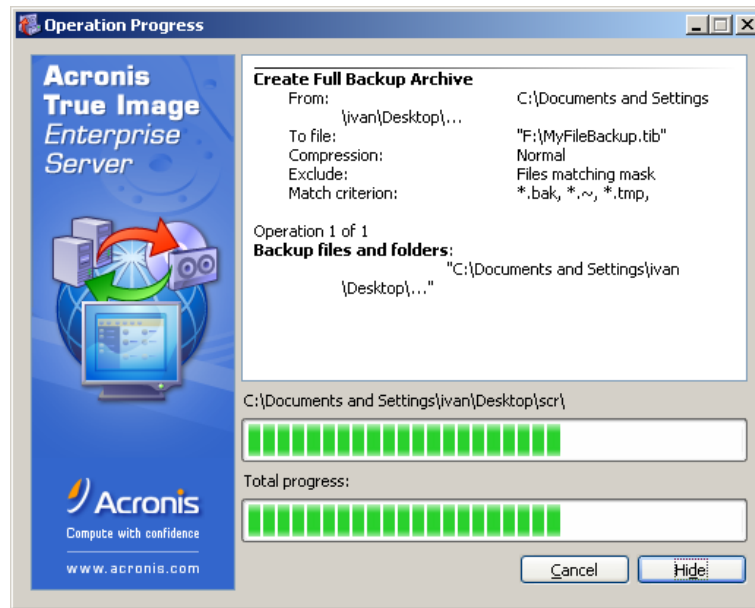 Operation Progress
Acronis
True Image
Enterprise
Server
Create Full Backup Archive
From: C:\Documents and Settings
\ivan\Desktop\...
To file: "F:\MyFileBackup.tib"
Compression: Normal
Exclude: Files matching mask
Match criterion: *.bak, *.~, *.tmp,
Operation 1 of 1
Backup files and folders:
"C:\Documents and Settings\ivan
\Desktop\..."
C:\Documents and Settings\ivan\Desktop\scr\
Total progress:
Acronis
Compute with confidence
www.acronis.com
Cancel Hide